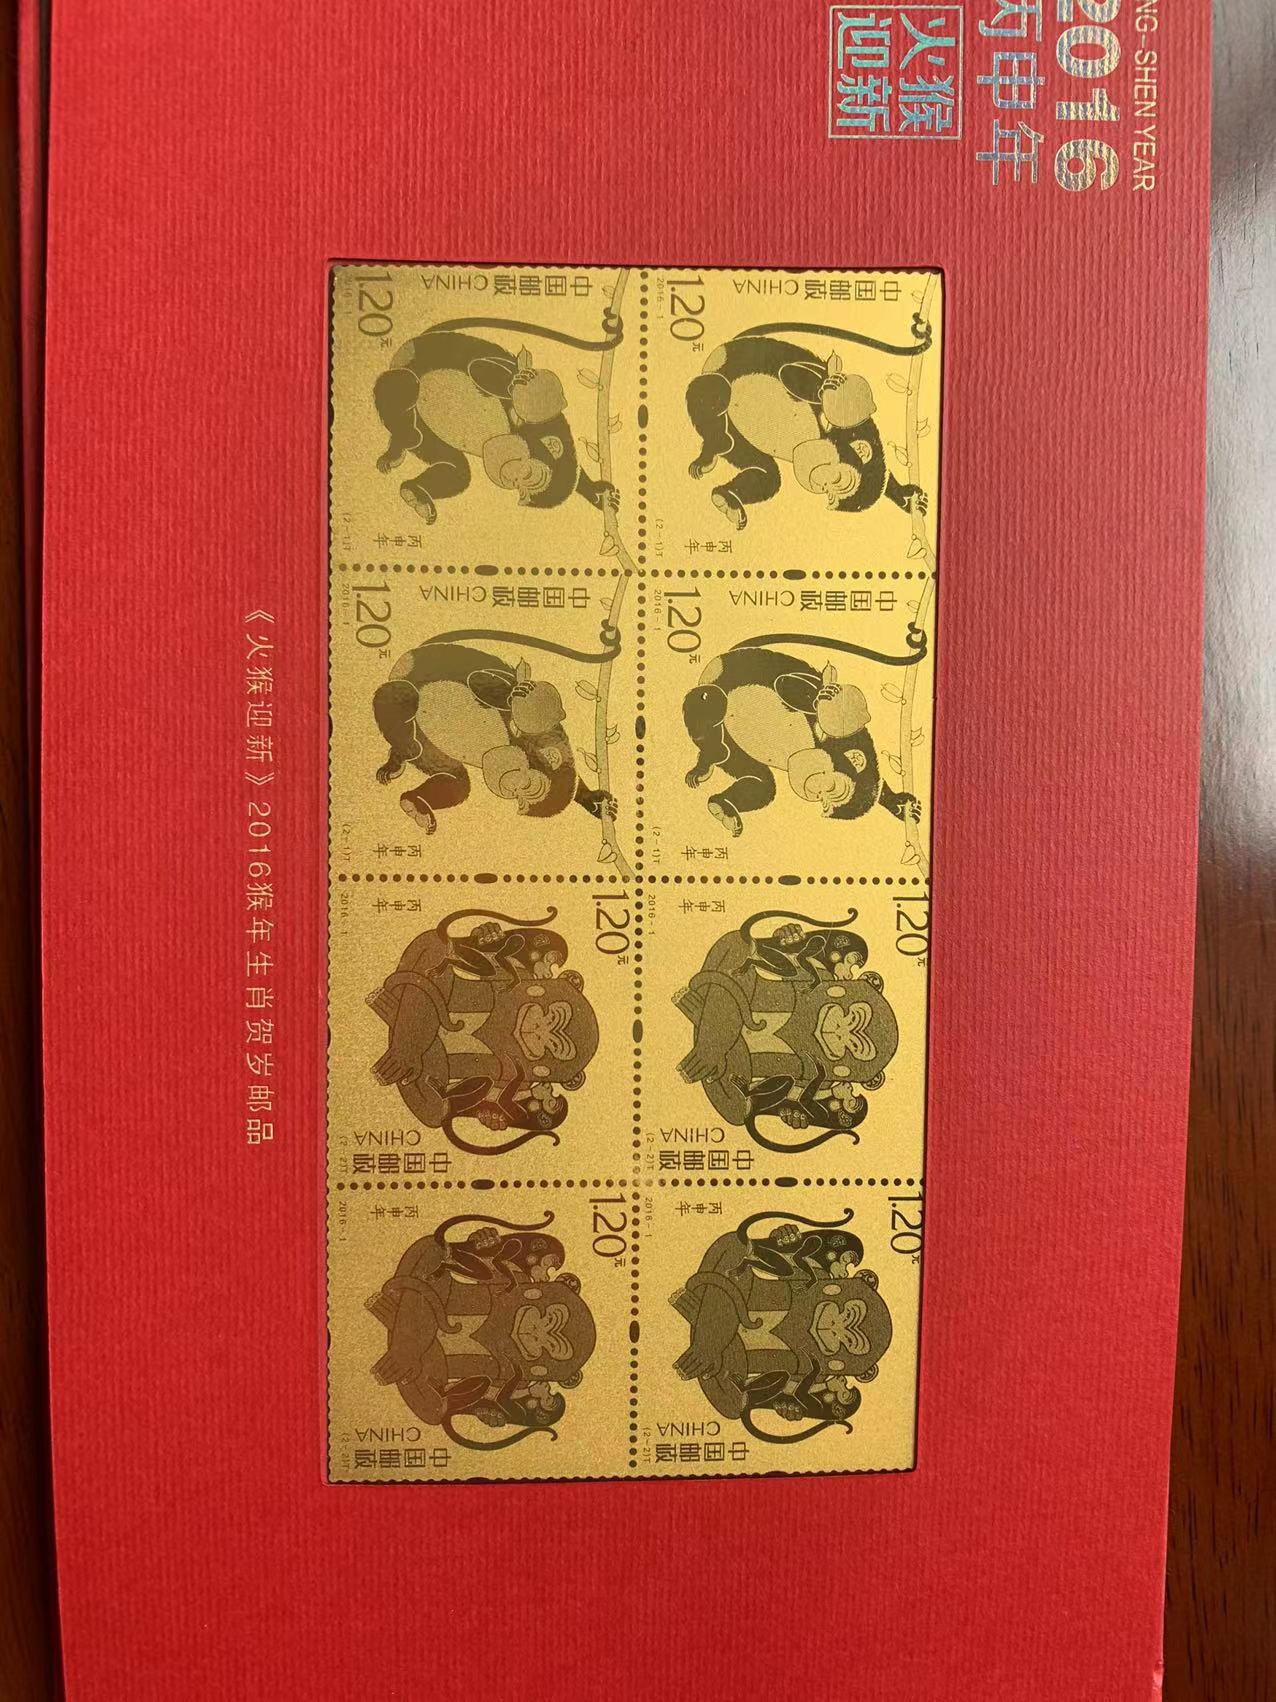 NG-SHEN YEAR
2016
丙申年
火猴
迎新
中国邮政 CHINA
1.20元
2016-1
丙申年
(2-1)T
中国邮政 CHINA
1.20元
2016-1
丙申年
(2-1)T
1.20元
丙申年
2016-1
CHINA
中国邮政
(2-2)T
1.20元
丙申年
2016-1
CHINA
中国邮政
(2-2)T
中国邮政 CHINA
1.20元
2016-1
丙申年
(2-1)T
中国邮政 CHINA
1.20元
2016-1
丙申年
(2-1)T
1.20元
丙申年
2016-1
CHINA
中国邮政
(2-2)T
1.20元
丙申年
2016-1
CHINA
中国邮政
(2-2)T
《火猴迎新》2016猴年生肖贺岁邮品